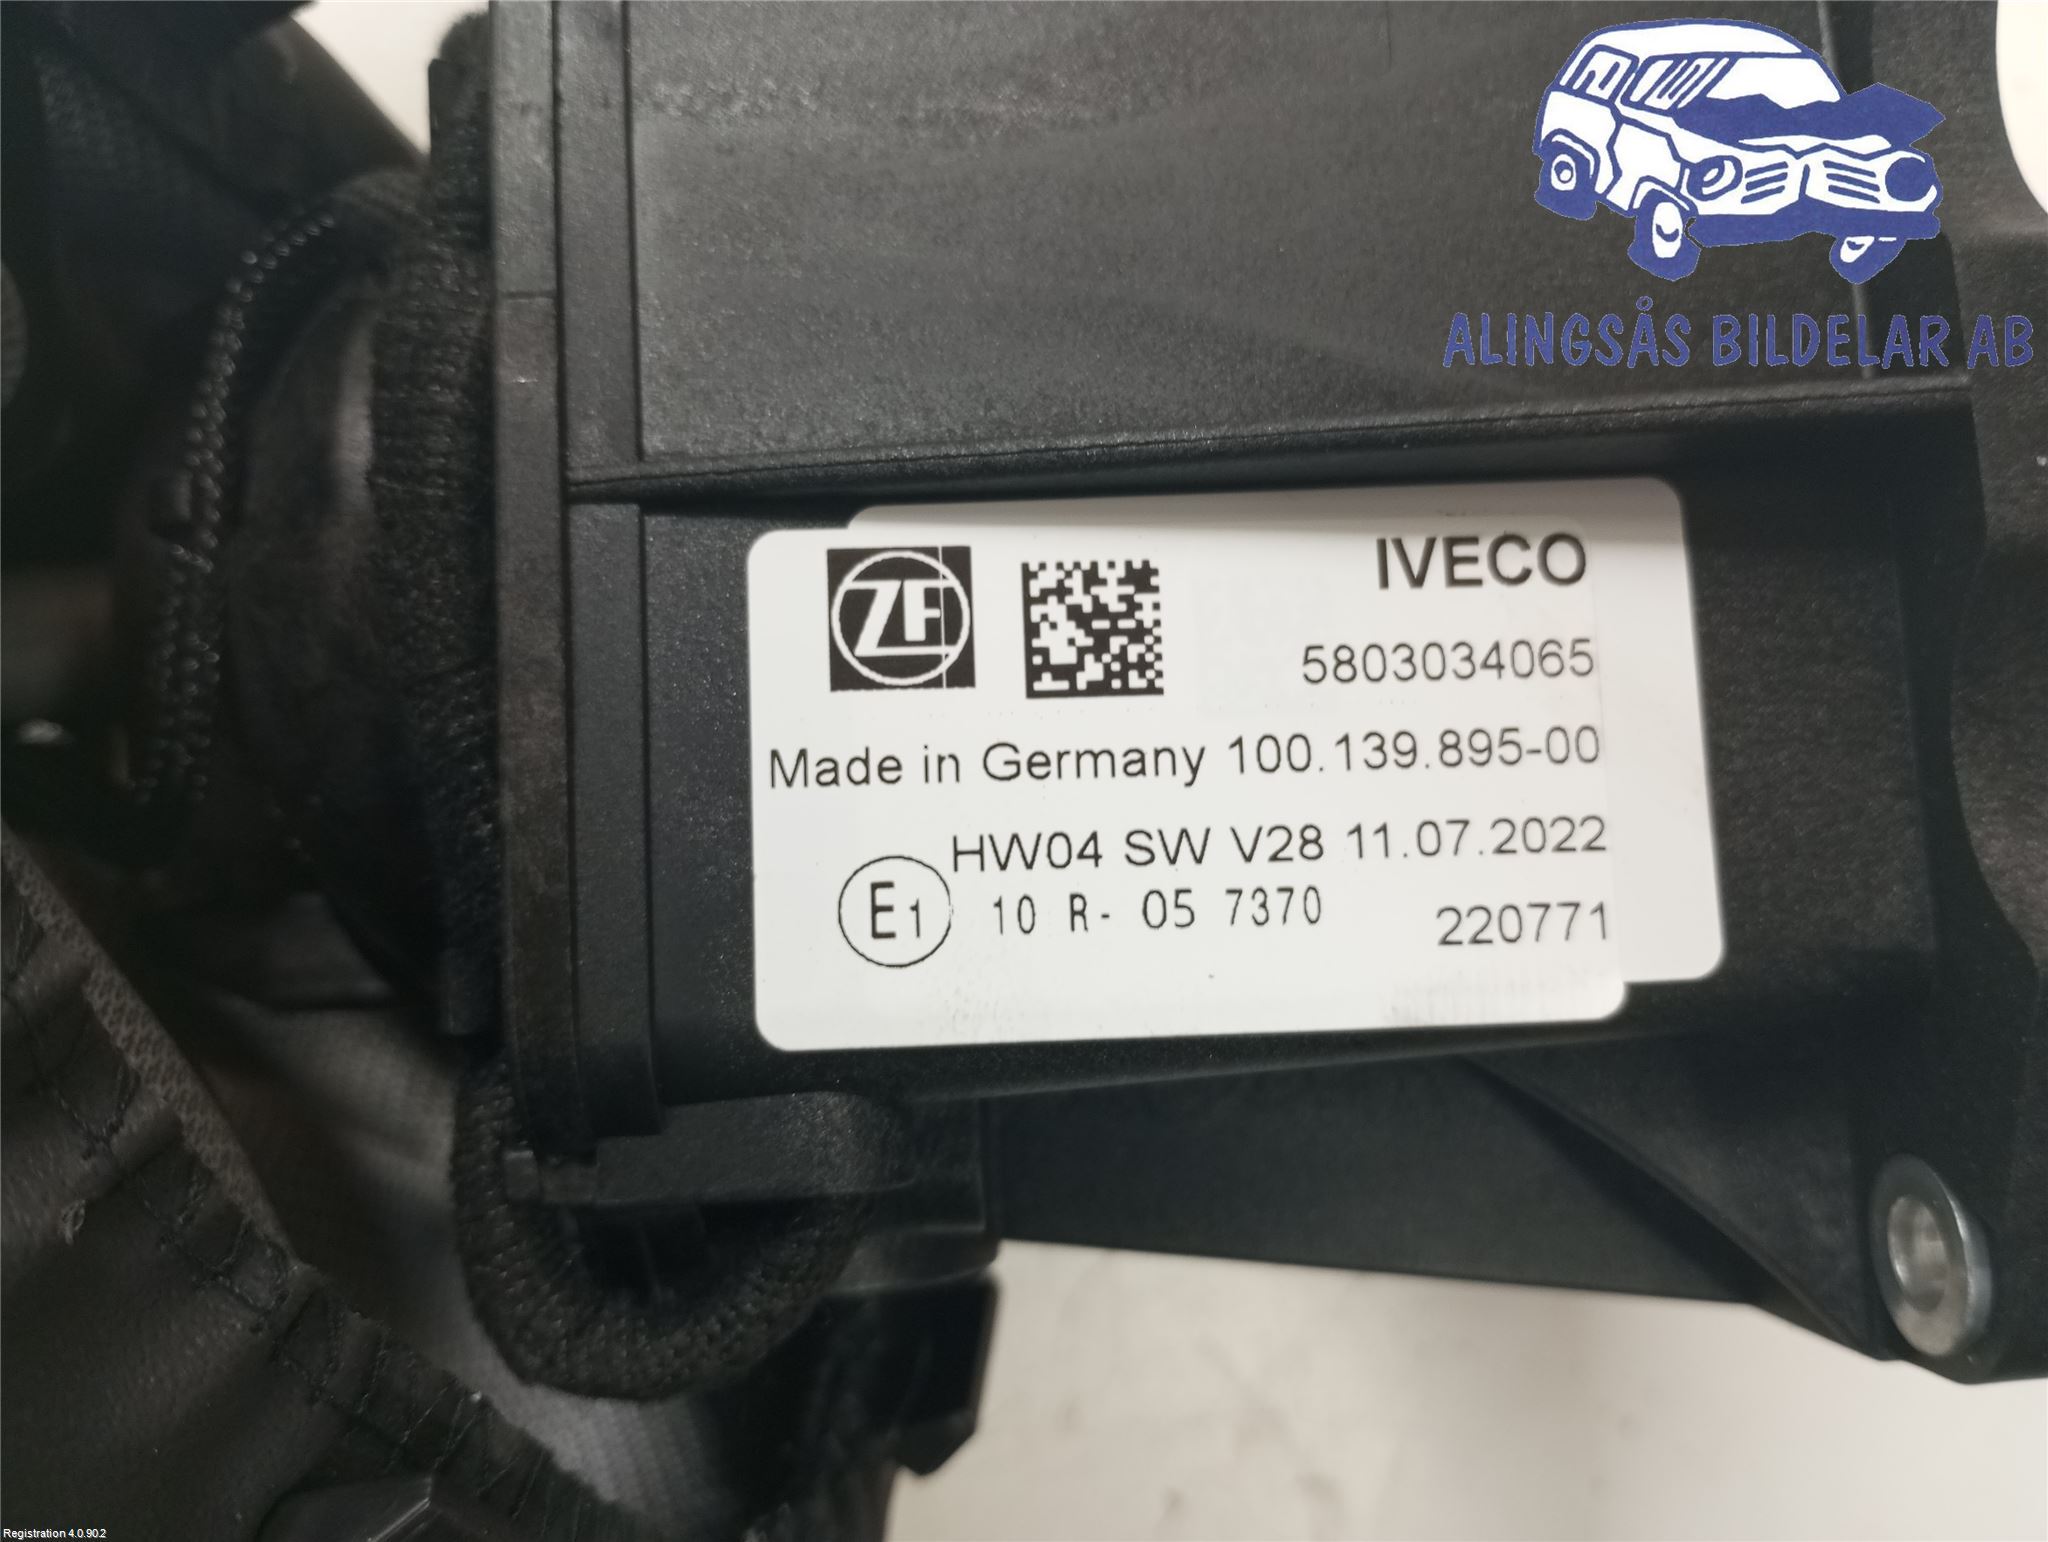 ALINGSÅS BILDELAR AB
ZF
IVECO
5803034065
Made in Germany 100.139.895-00
HW04 SW V28 11.07.2022
E1 10 R- 05 7370
220771
Registration 4.0.90.2